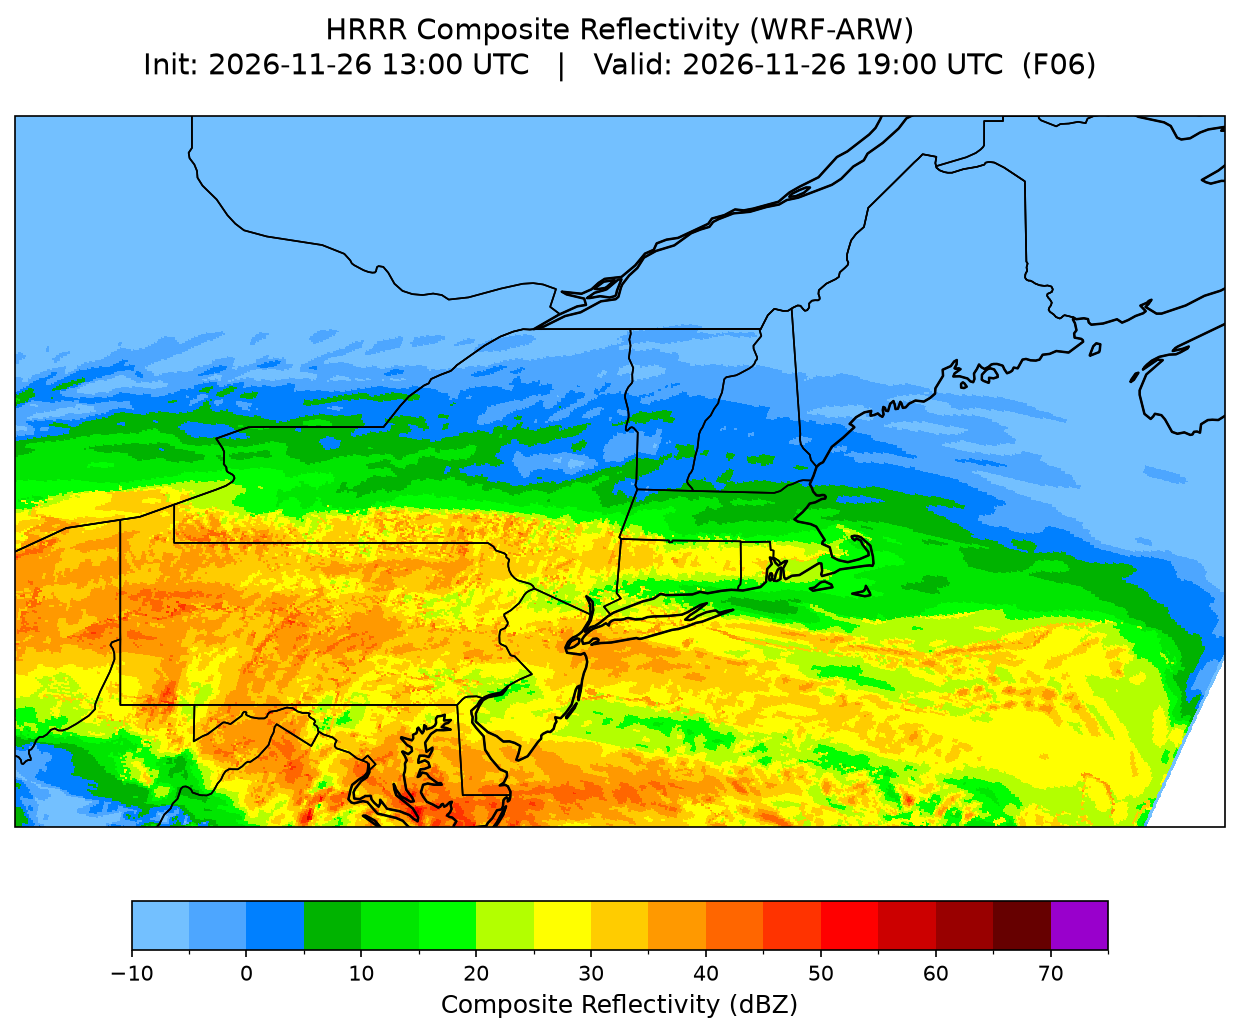 HRRR Composite Reflectivity (WRF-ARW)
Init: 2026-11-26 13:00 UTC | Valid: 2026-11-26 19:00 UTC (F06)
−10 0 10 20 30 40 50 60 70
Composite Reflectivity (dBZ)